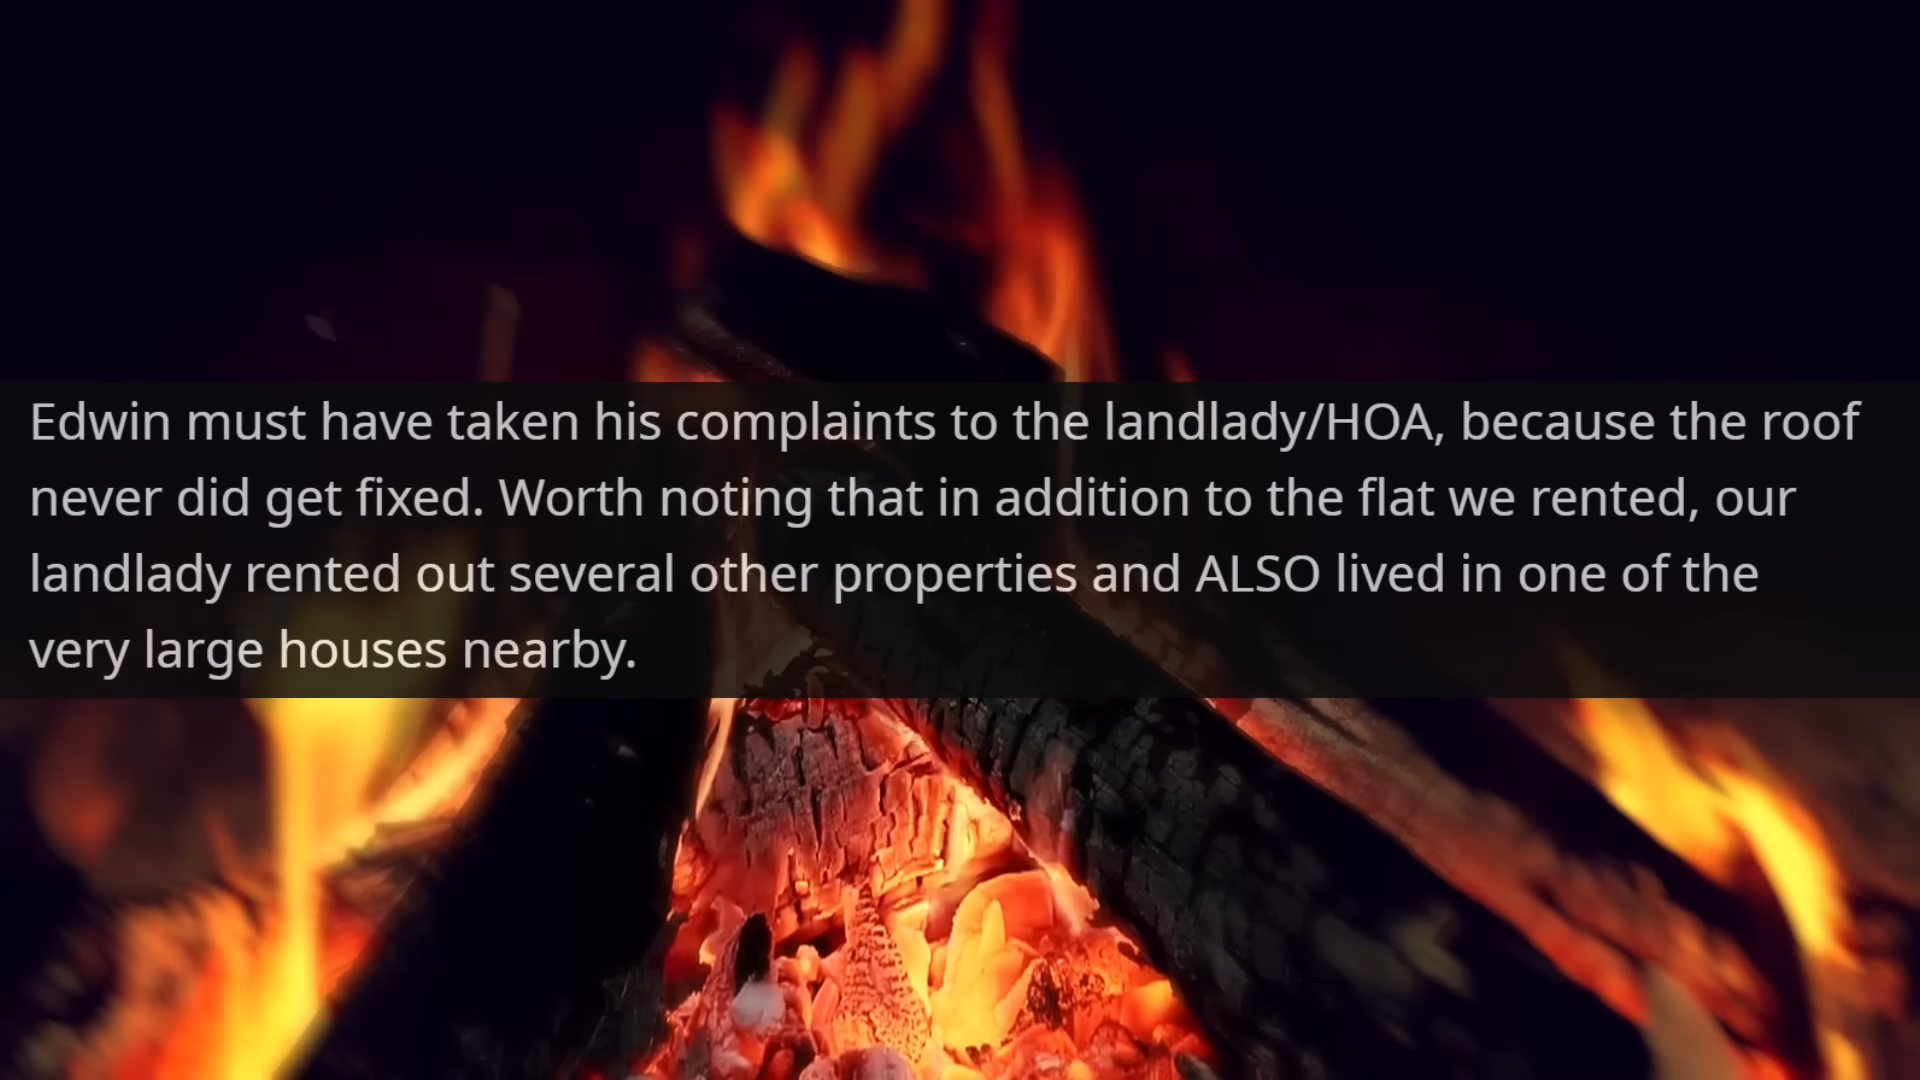 Edwin must have taken his complaints to the landlady/HOA, because the roof
never did get fixed. Worth noting that in addition to the flat we rented, our
landlady rented out several other properties and ALSO lived in one of the
very large houses nearby.